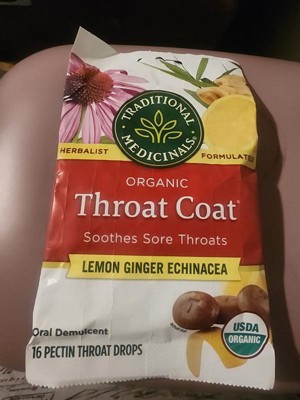 TRADITIONAL
MEDICINALS®
HERBALIST
FORMULATED
ORGANIC
Throat Coat®
Soothes Sore Throats
LEMON GINGER ECHINACEA
Oral Demulcent
16 PECTIN THROAT DROPS
USDA
ORGANIC